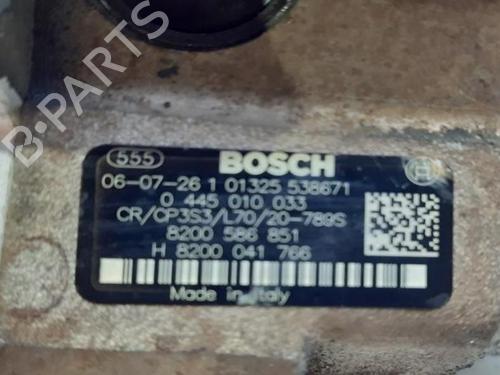 555 BOSCH
06-07-26 1 01325 538671
0 445 010 033
CR/CP3S3/L70/20-789S
8200 586 851
H 8200 041 766
Made in Italy
B-PARTS